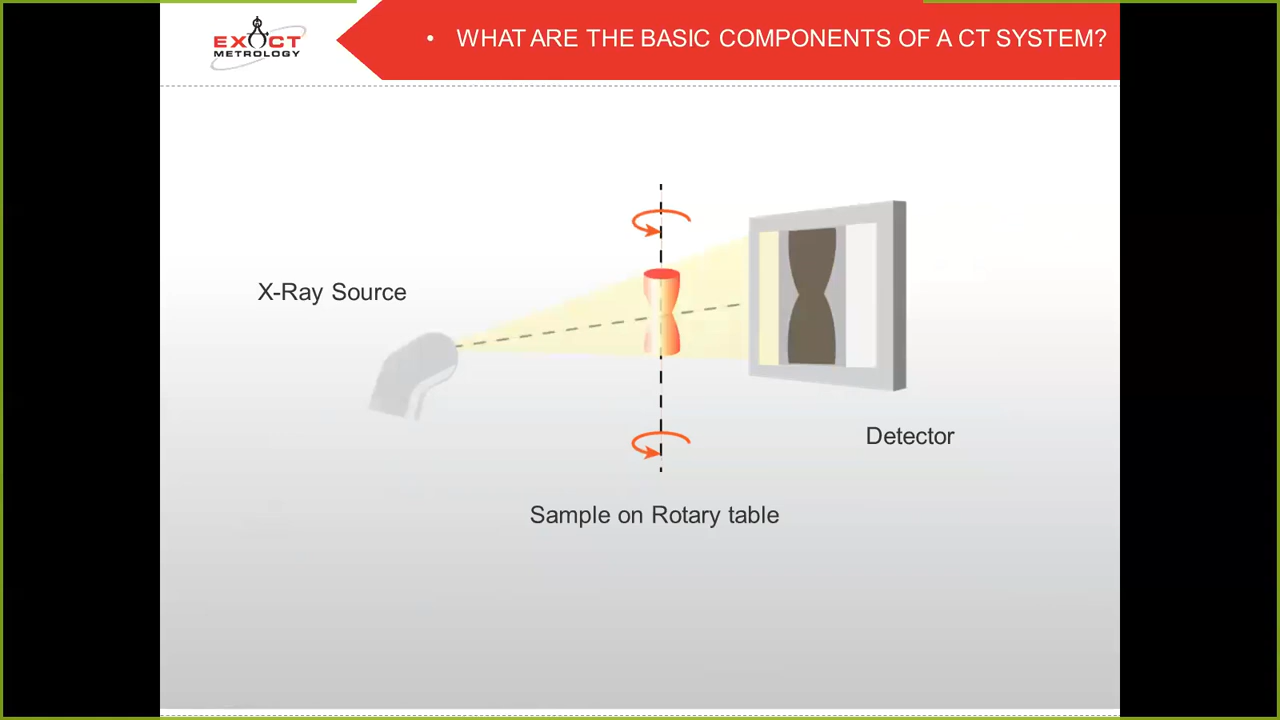 EXACT
METROLOGY
• WHAT ARE THE BASIC COMPONENTS OF A CT SYSTEM?
X-Ray Source
Detector
Sample on Rotary table